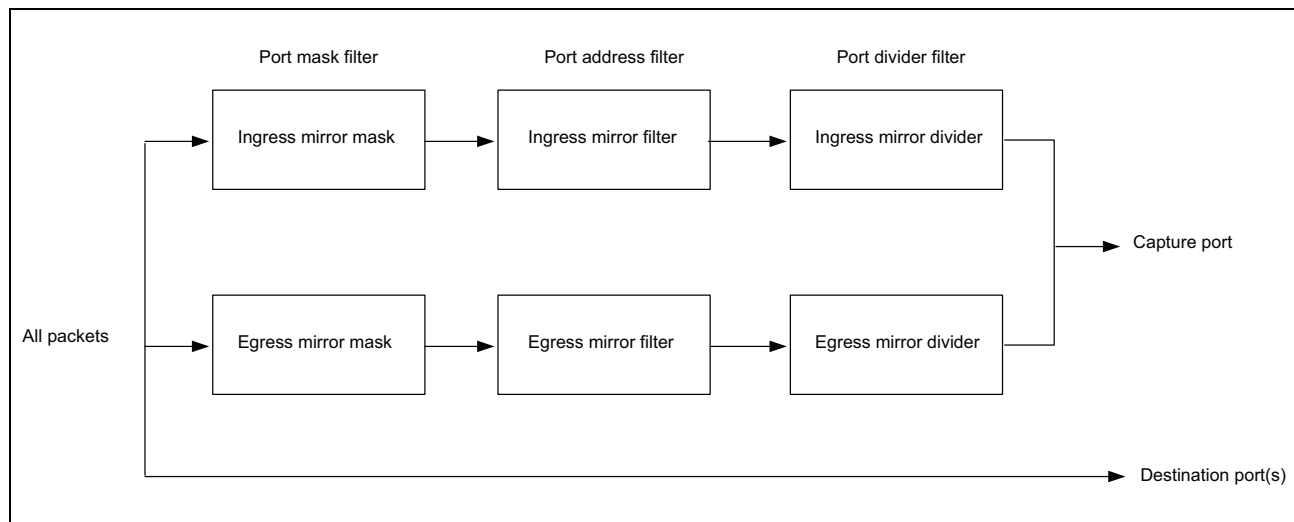 Port mask filter
Port address filter
Port divider filter
Ingress mirror mask
Ingress mirror filter
Ingress mirror divider
Capture port
All packets
Egress mirror mask
Egress mirror filter
Egress mirror divider
Destination port(s)